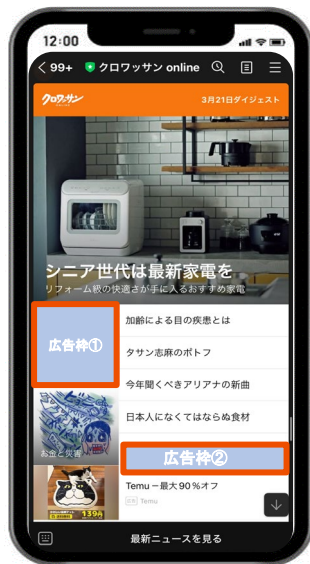 12:00
99+ クロワッサン online
クロワッサン
3月21日ダイジェスト
シニア世代は最新家電を
リフォーム級の快適さが手に入るおすすめ家電
広告枠①
加齢による目の疾患とは
タサン志麻のポトフ
今年聞くべきアリアナの新曲
日本人になくてはならぬ食材
お金と災害
広告枠②
Temu ー最大90%オフ
広告 Temu
139A
最新ニュースを見る